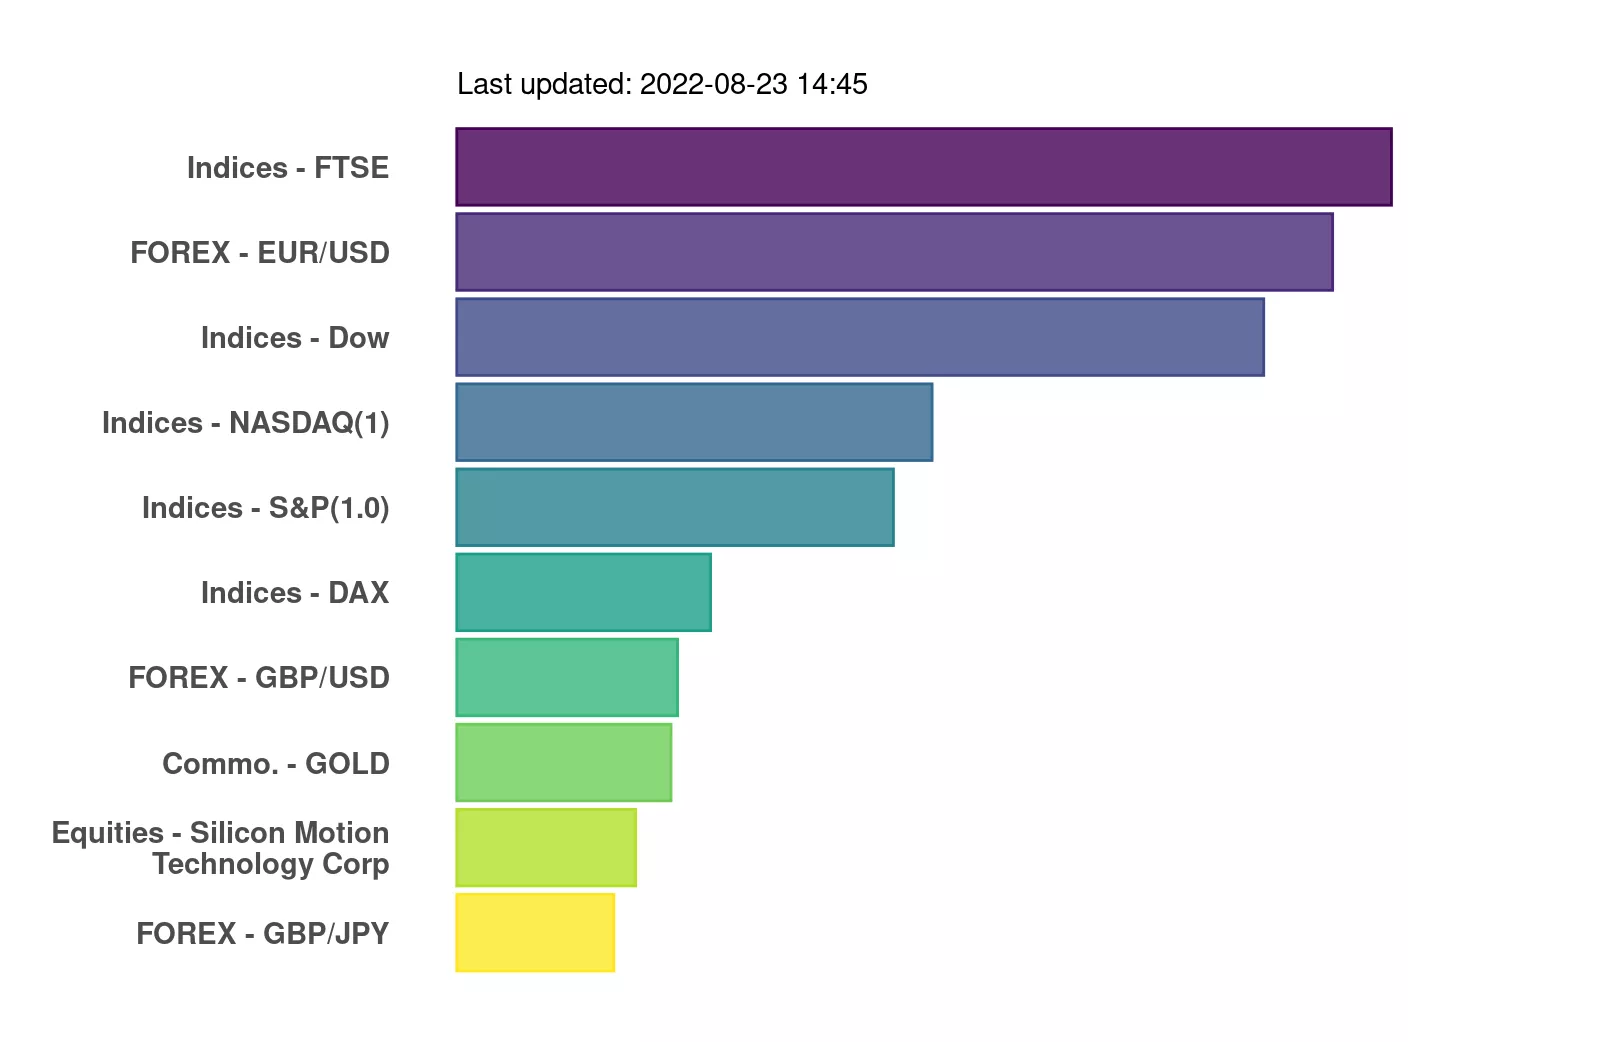 Last updated: 2022-08-23 14:45
Indices - FTSE
FOREX - EUR/USD
Indices - Dow
Indices - NASDAQ(1)
Indices - S&P(1.0)
Indices - DAX
FOREX - GBP/USD
Commo. - GOLD
Equities - Silicon Motion
Technology Corp
FOREX - GBP/JPY